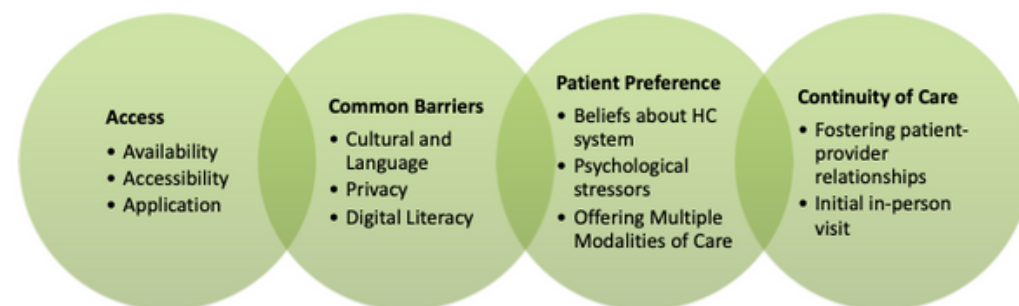 Access
• Availability
• Accessibility
• Application
Common Barriers
• Cultural and
Language
• Privacy
• Digital Literacy
Patient Preference
• Beliefs about HC
system
• Psychological
stressors
• Offering Multiple
Modalities of Care
Continuity of Care
• Fostering patient-
provider
relationships
• Initial in-person
visit